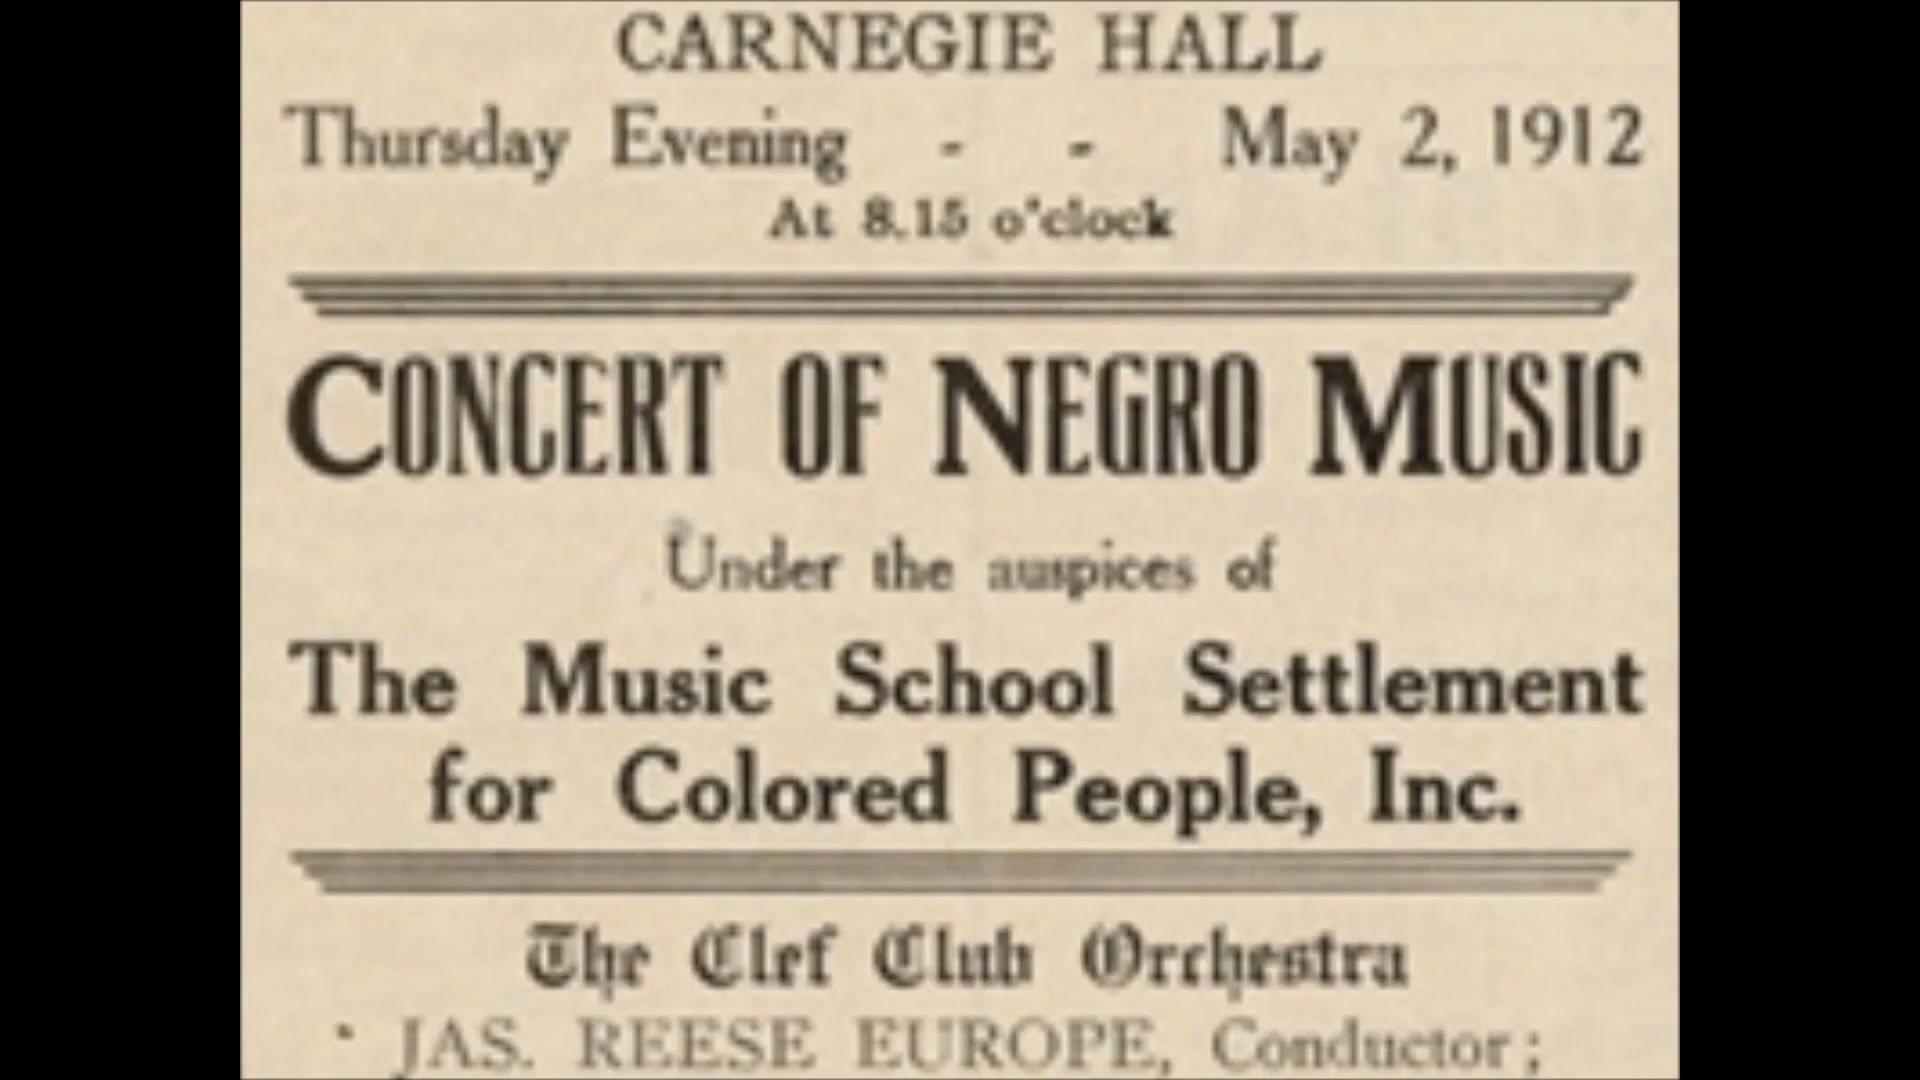 CARNEGIE HALL
Thursday Evening - - May 2, 1912
At 8.15 o'clock
CONCERT OF NEGRO MUSIC
Under the auspices of
The Music School Settlement
for Colored People, Inc.
The Clef Club Orchestra
JAS. REESE EUROPE, Conductor;